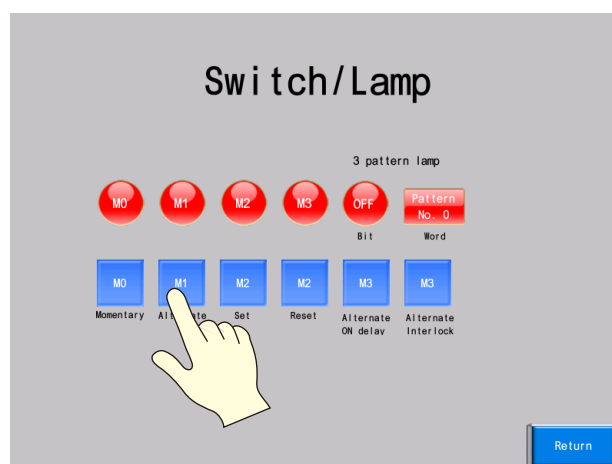 Switch/Lamp
3 pattern lamp
M0 M1 M2 M3 OFF Pattern
No. 0
Bit Word
M0 M1 M2 M2 M3 M3
Momentary Set Reset Alternate Alternate
ON delay Interlock
Return